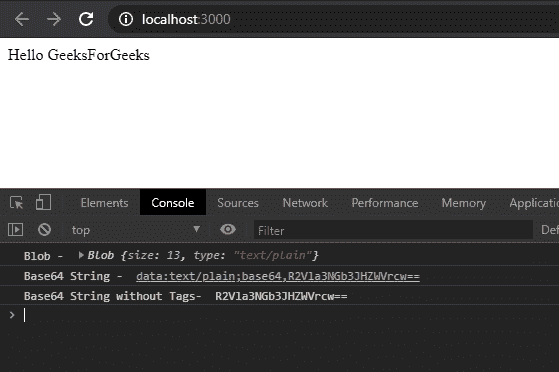 localhost:3000
Hello GeeksForGeeks
Elements Console Sources Network Performance Memory Application
top Filter Def
Blob - Blob {size: 13, type: "text/plain"}
Base64 String - data:text/plain;base64,R2Vla3NGb3JHZWVrcw==
Base64 String without Tags- R2Vla3NGb3JHZWVrcw==